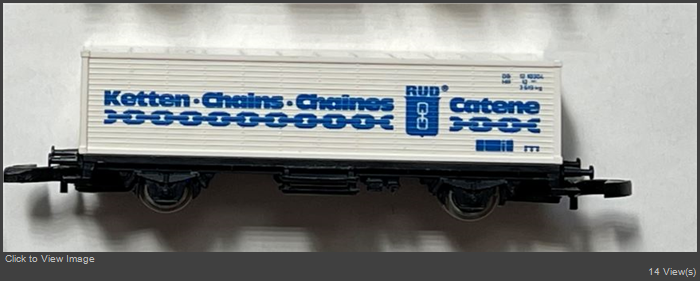 RUD®
Ketten · Chains · Chaînes Catene
Click to View Image
14 View(s)